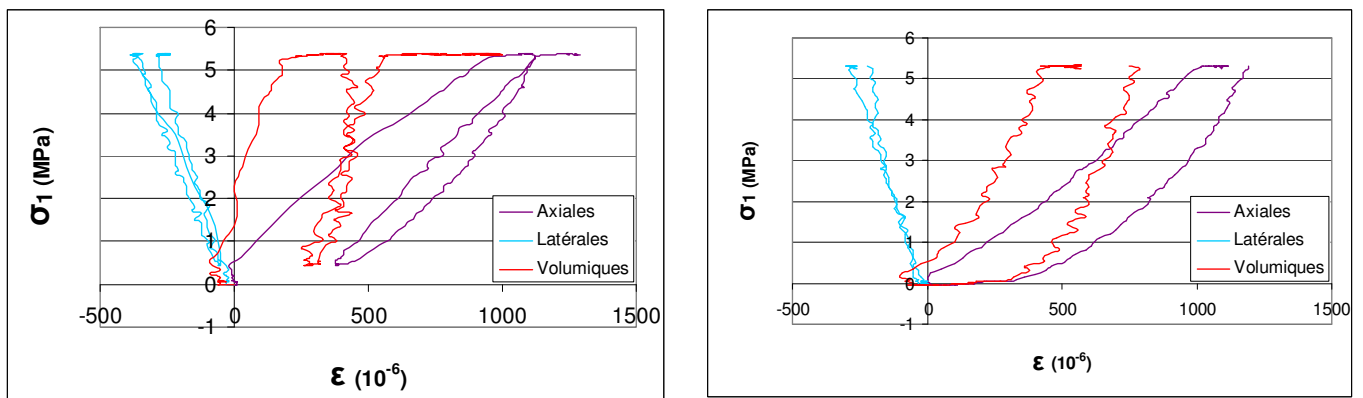 6
5
4
3
2
1
0
-1
-500
0
500
1000
1500
σ1 (MPa)
ε (10-6)
Axiales
Latérales
Volumiques
6
5
4
3
2
1
0
-1
-500
0
500
1000
1500
σ1 (MPa)
ε (10-6)
Axiales
Latérales
Volumiques